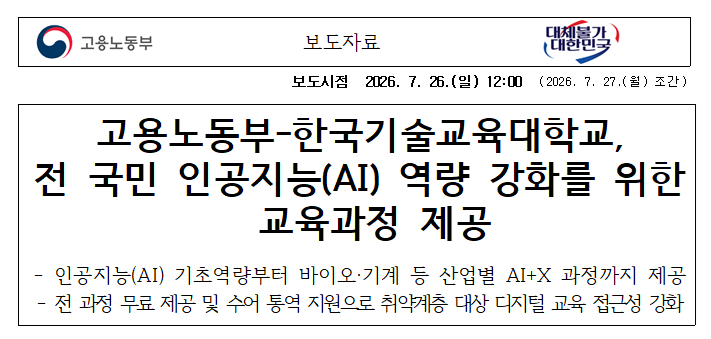 고용노동부
보도자료
대체불가
대한민국
보도시점 2026. 7. 26.(일) 12:00 (2026. 7. 27.(월) 조간)
고용노동부-한국기술교육대학교,
전 국민 인공지능(AI) 역량 강화를 위한
교육과정 제공
- 인공지능(AI) 기초역량부터 바이오·기계 등 산업별 AI+X 과정까지 제공
- 전 과정 무료 제공 및 수어 통역 지원으로 취약계층 대상 디지털 교육 접근성 강화